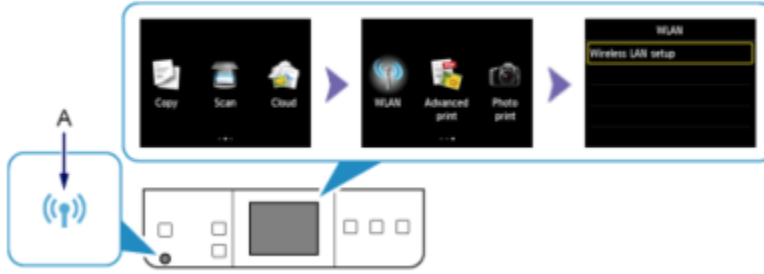 WLAN
Wireless LAN setup
Copy
Scan
Cloud
WLAN
Advanced
print
Photo
print
A